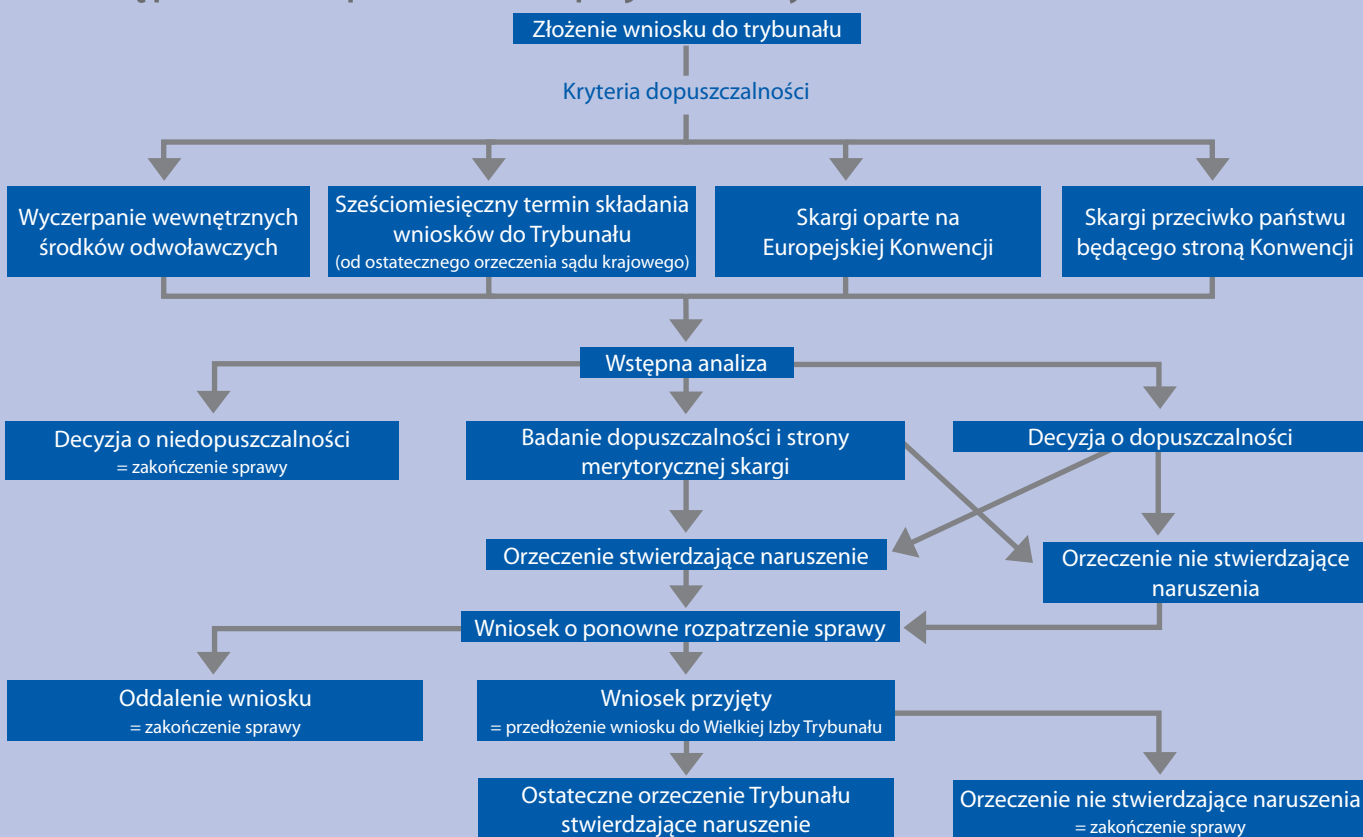 Złożenie wniosku do trybunału
Kryteria dopuszczalności
Wyczerpanie wewnętrznych
środków odwoławczych
Sześciomiesięczny termin składania
wniosków do Trybunału
(od ostatecznego orzeczenia sądu krajowego)
Skargi oparte na
Europejskiej Konwencji
Skargi przeciwko państwu
będącego stroną Konwencji
Wstępna analiza
Decyzja o niedopuszczalności
= zakończenie sprawy
Badanie dopuszczalności i strony
merytorycznej skargi
Decyzja o dopuszczalności
Orzeczenie stwierdzające naruszenie
Orzeczenie nie stwierdzające
naruszenia
Wniosek o ponowne rozpatrzenie sprawy
Oddalenie wniosku
= zakończenie sprawy
Wniosek przyjęty
= przedłożenie wniosku do Wielkiej Izby Trybunału
Ostateczne orzeczenie Trybunału
stwierdzające naruszenie
Orzeczenie nie stwierdzające naruszenia
= zakończenie sprawy